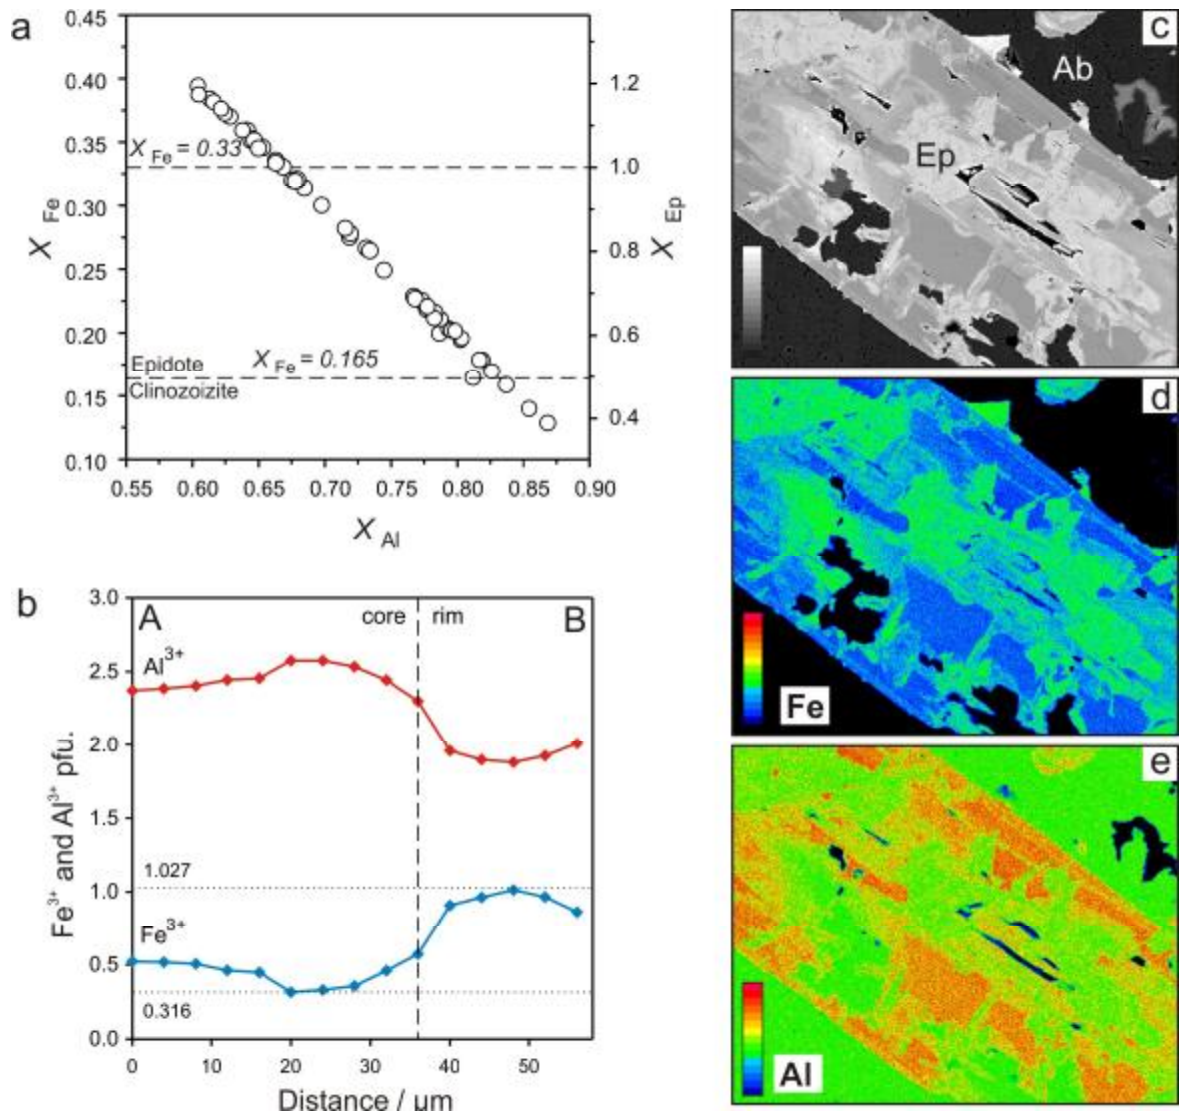 a
0.45
0.40
0.35
0.30
0.25
0.20
0.15
0.10
X Fe
X Fe = 0.33
X Fe = 0.165
Epidote
Clinozoizite
1.2
1.0
0.8
0.6
0.4
X Ep
0.55 0.60 0.65 0.70 0.75 0.80 0.85 0.90
X Al
b
3.0
2.5
2.0
1.5
1.0
0.5
0.0
Fe³⁺ and Al³⁺ pfu.
A core rim B
Al³⁺
1.027
Fe³⁺
0.316
0 10 20 30 40 50
Distance / μm
c
Ab
Ep
d
Fe
e
Al